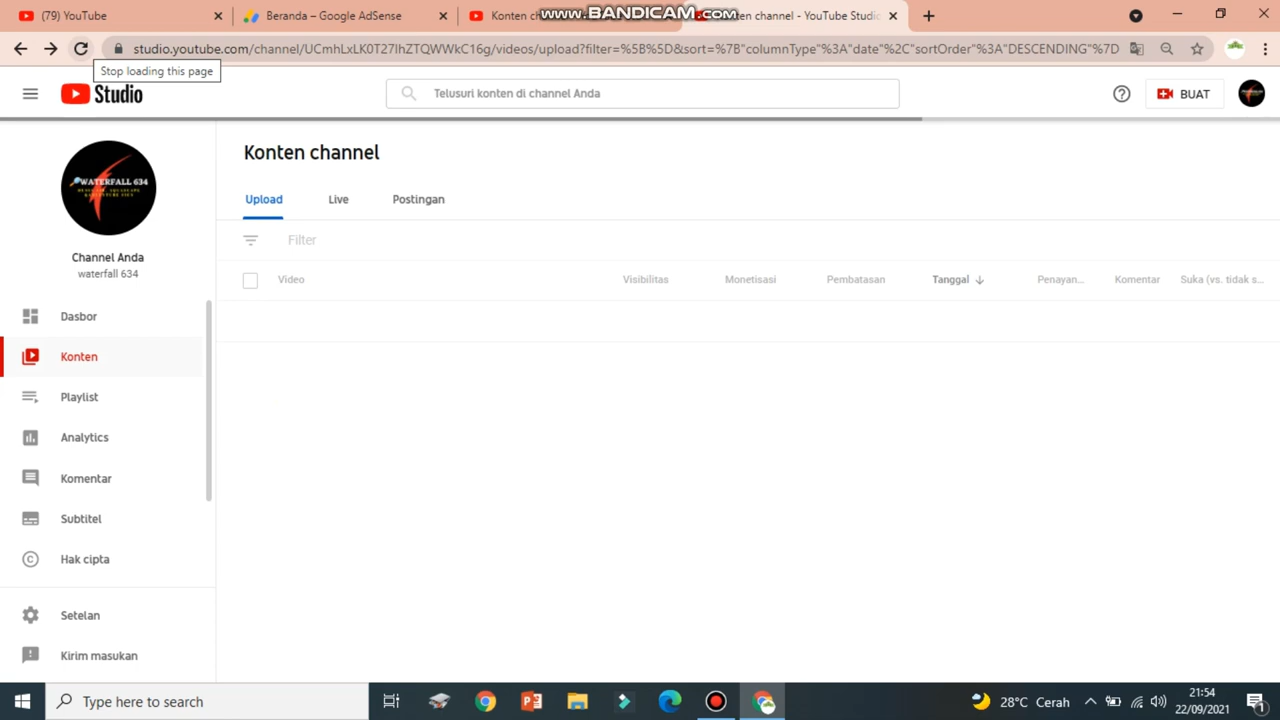 (79) YouTube
Beranda – Google AdSense
Konten ch
www.BANDICAM.com
nten channel - YouTube Studi
studio.youtube.com/channel/UCmhLxLK0T27IhZTQWWkC16g/videos/upload?filter=%5B%5D&sort=%7B"columnType"%3A"date"%2C"sortOrder"%3A"DESCENDING"%7D
Stop loading this page
Studio
Telusuri konten di channel Anda
BUAT
WATERFALL 634
Channel Anda
waterfall 634
Dasbor
Konten
Playlist
Analytics
Komentar
Subtitel
Hak cipta
Setelan
Kirim masukan
Konten channel
Upload
Live
Postingan
Filter
Video
Visibilitas
Monetisasi
Pembatasan
Tanggal
Penayan...
Komentar
Suka (vs. tidak s...
Type here to search
28°C Cerah
21:54
22/09/2021
1